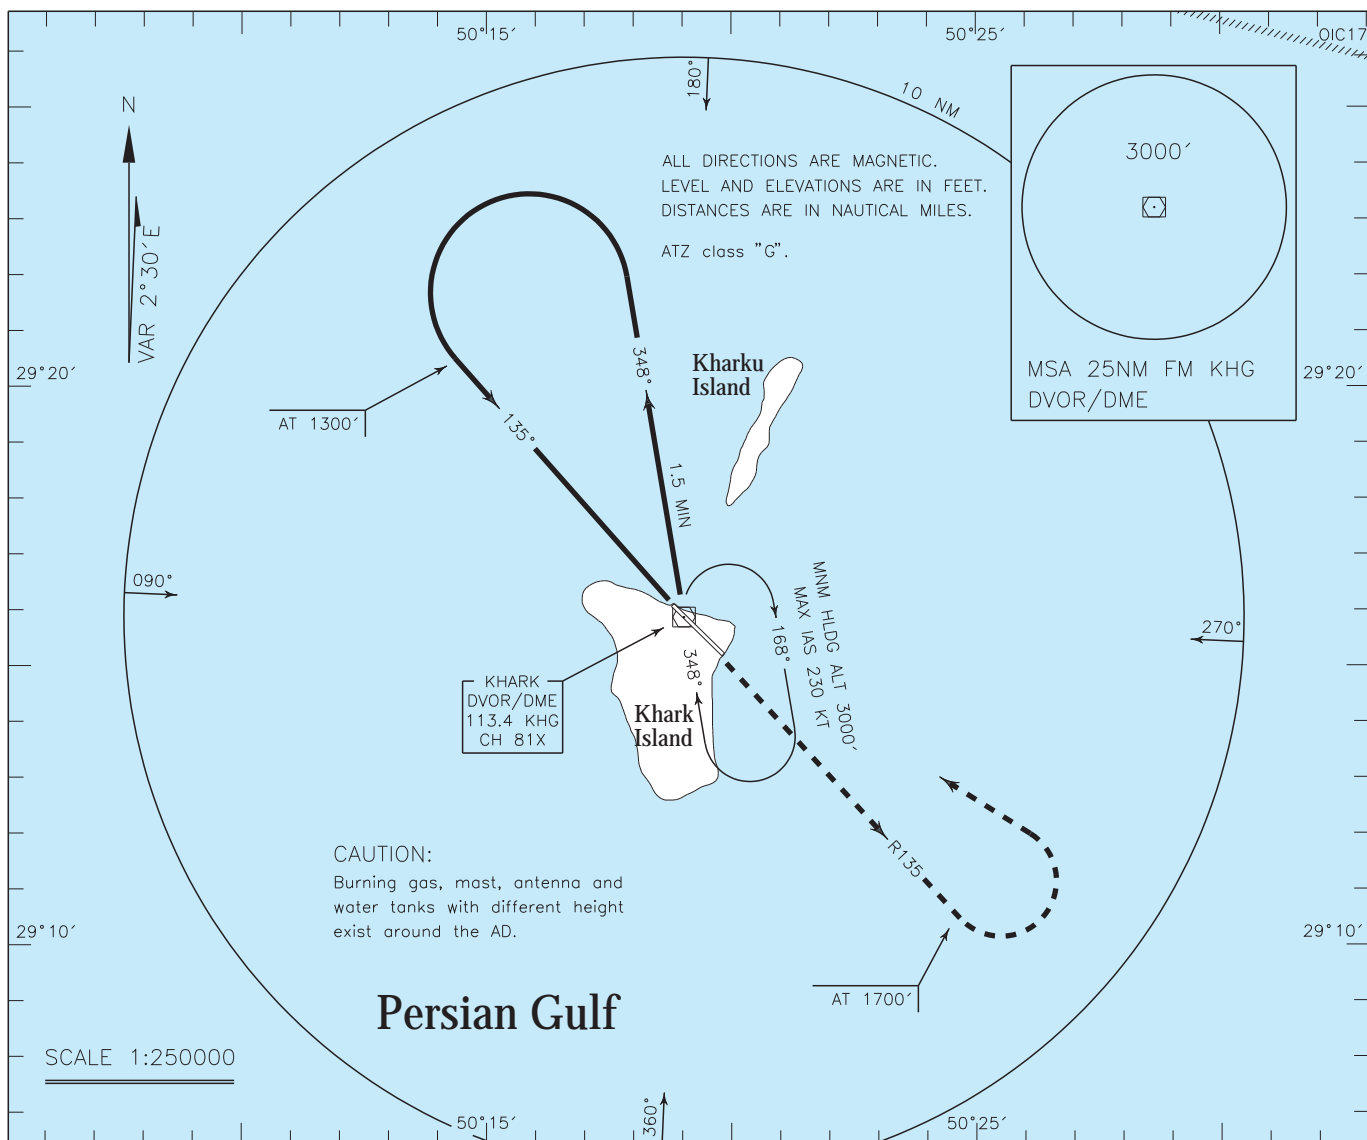 50°15′
50°25′
OIC17
180°
10 NM
N
VAR 2°30′E
ALL DIRECTIONS ARE MAGNETIC.
LEVEL AND ELEVATIONS ARE IN FEET.
DISTANCES ARE IN NAUTICAL MILES.
ATZ class "G".
3000′
MSA 25NM FM KHG
DVOR/DME
29°20′
29°20′
348°
Kharku
Island
AT 1300′
135°
1.5 MIN
090°
270°
MNM HLDG ALT 3000′
MAX IAS 230 KT
168°
348°
KHARK
DVOR/DME
113.4 KHG
CH 81X
Khark
Island
R135
CAUTION:
Burning gas, mast, antenna and
water tanks with different height
exist around the AD.
29°10′
29°10′
AT 1700′
Persian Gulf
SCALE 1:250000
50°15′
360°
50°25′